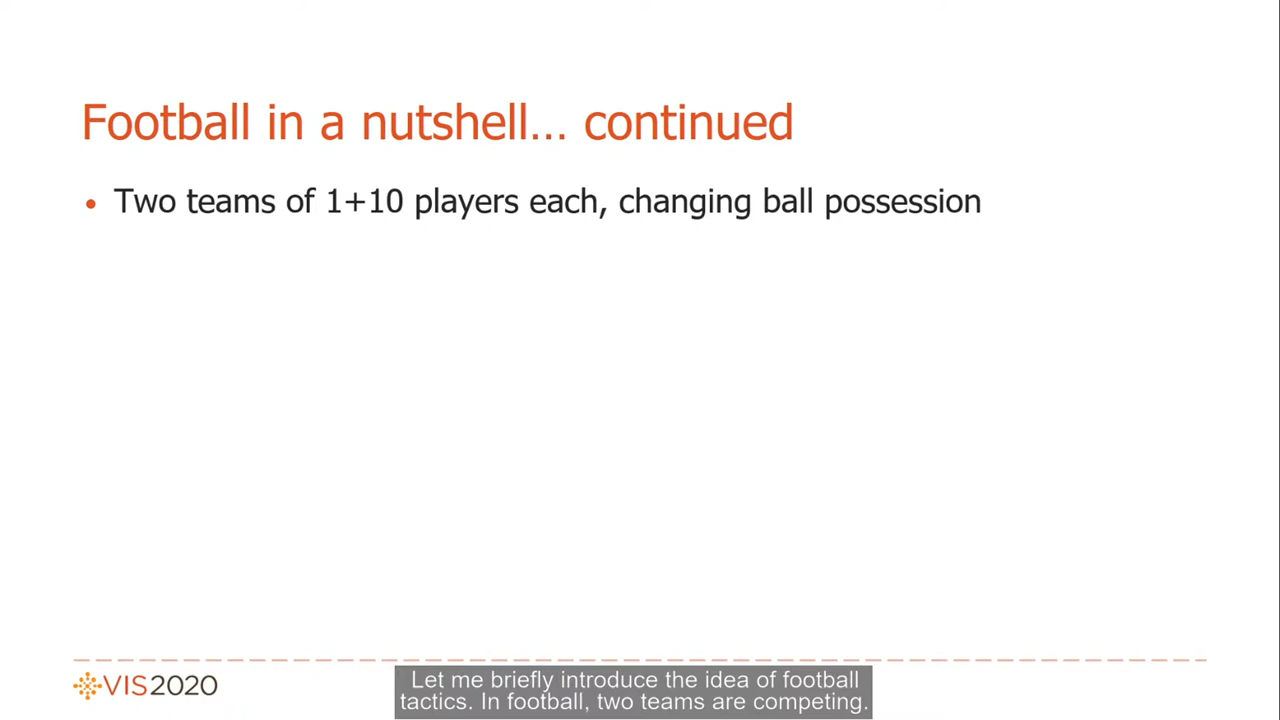 Football in a nutshell... continued
• Two teams of 1+10 players each, changing ball possession
VIS2020
Let me briefly introduce the idea of football
tactics. In football, two teams are competing.